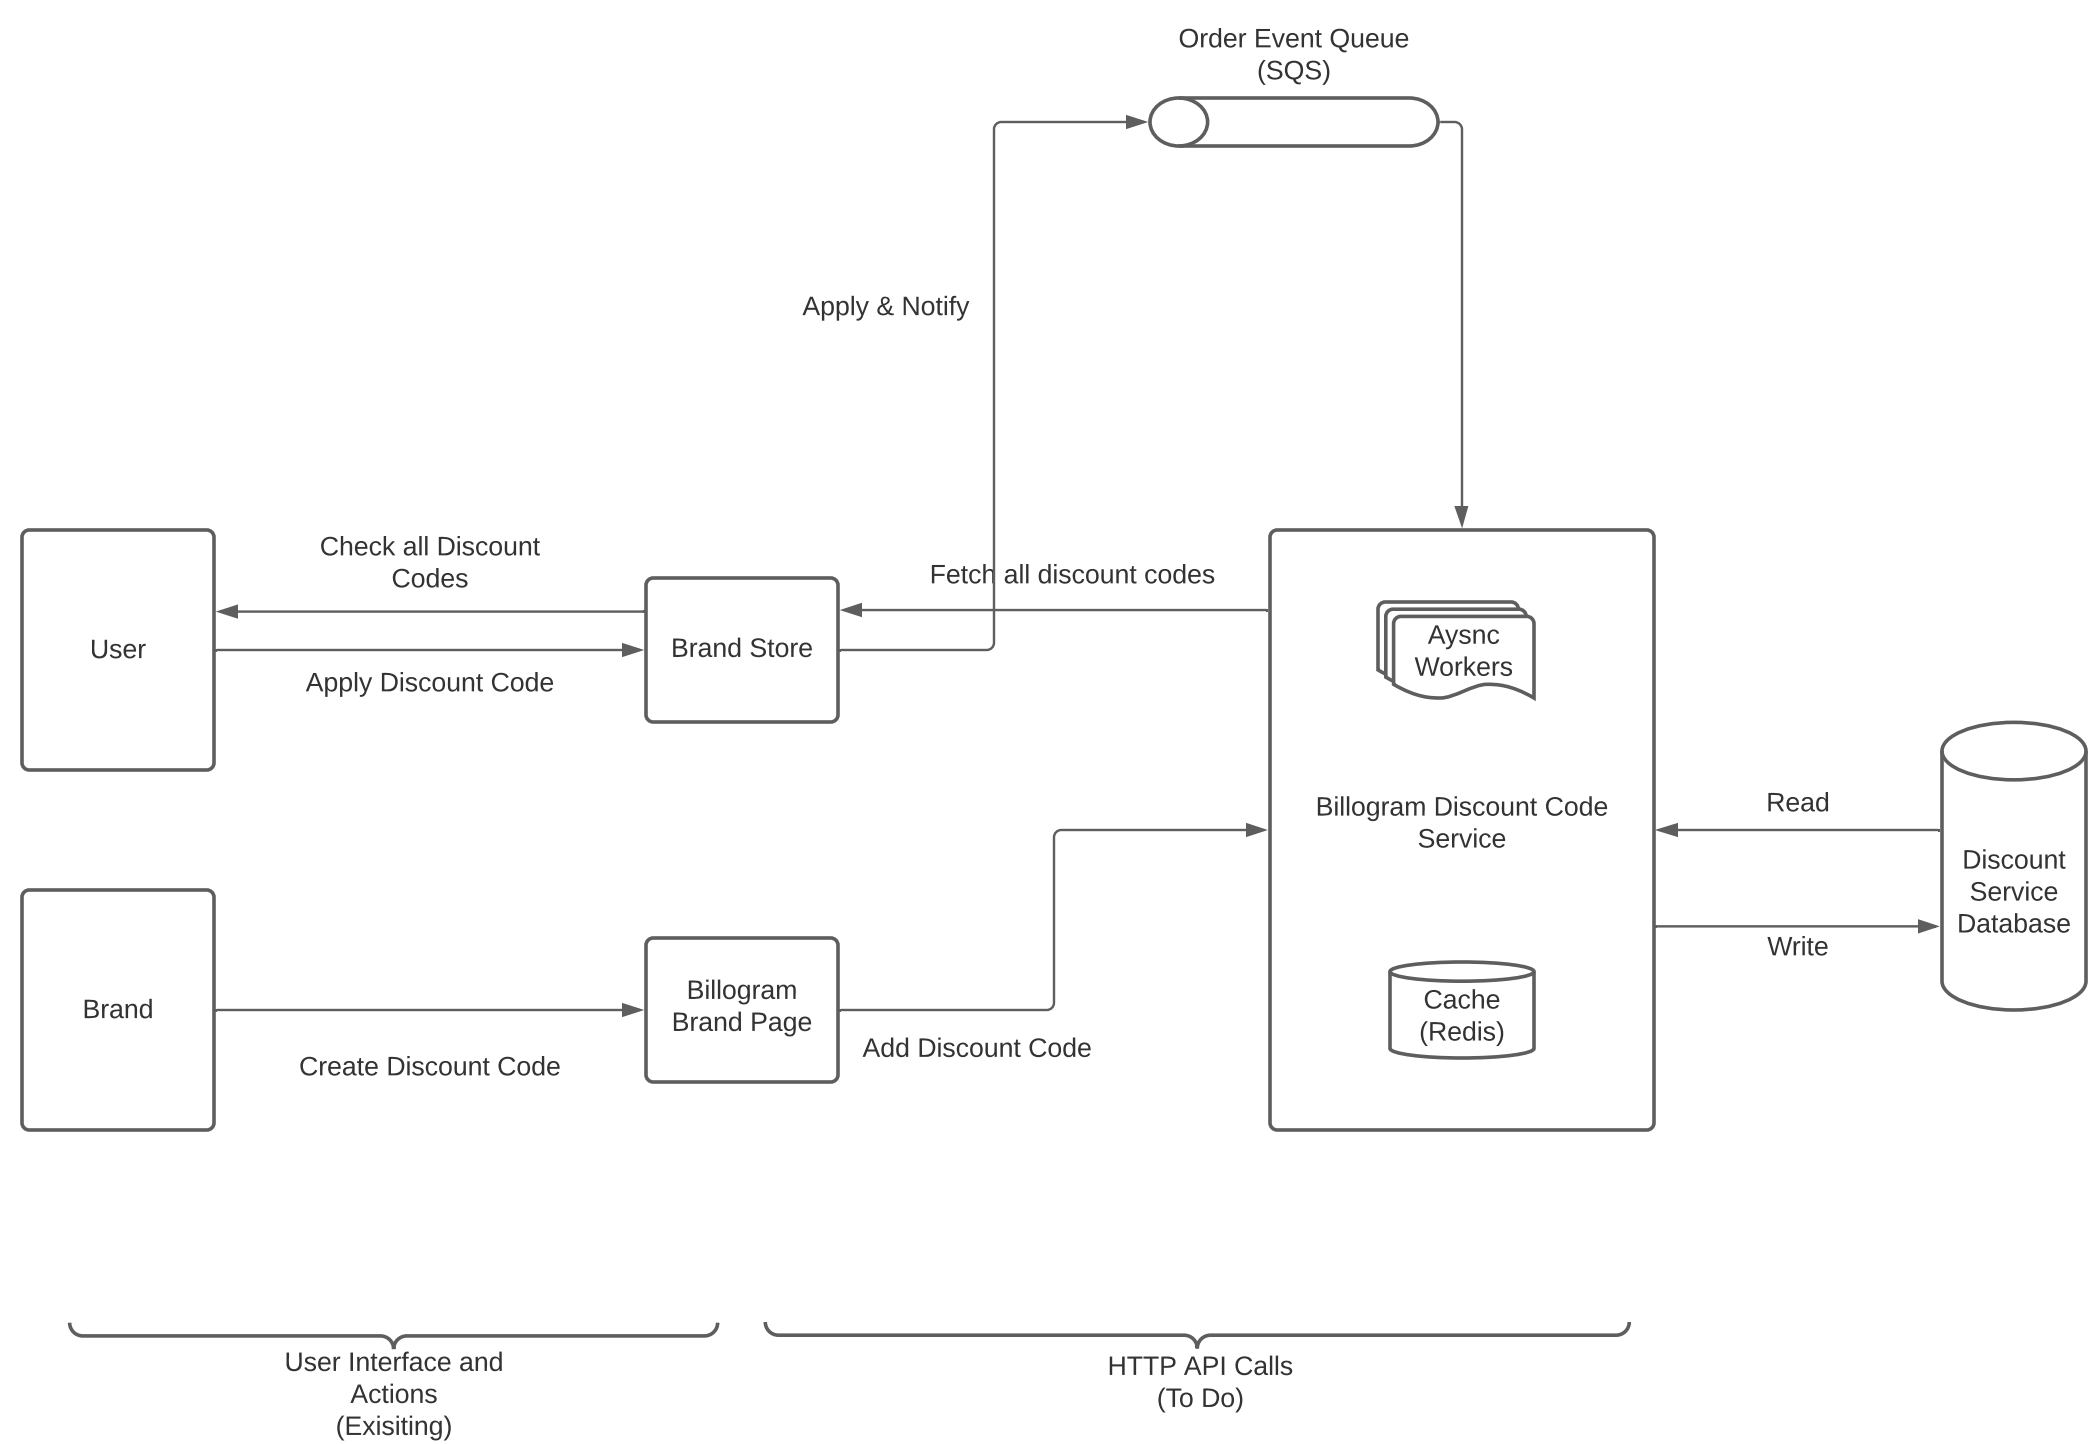 Order Event Queue
(SQS)
Apply & Notify
Check all Discount
Codes
Fetch all discount codes
User
Brand Store
Apply Discount Code
Aysnc
Workers
Billogram Discount Code
Service
Read
Discount
Service
Database
Write
Brand
Billogram
Brand Page
Create Discount Code
Add Discount Code
Cache
(Redis)
User Interface and
Actions
(Exisiting)
HTTP API Calls
(To Do)